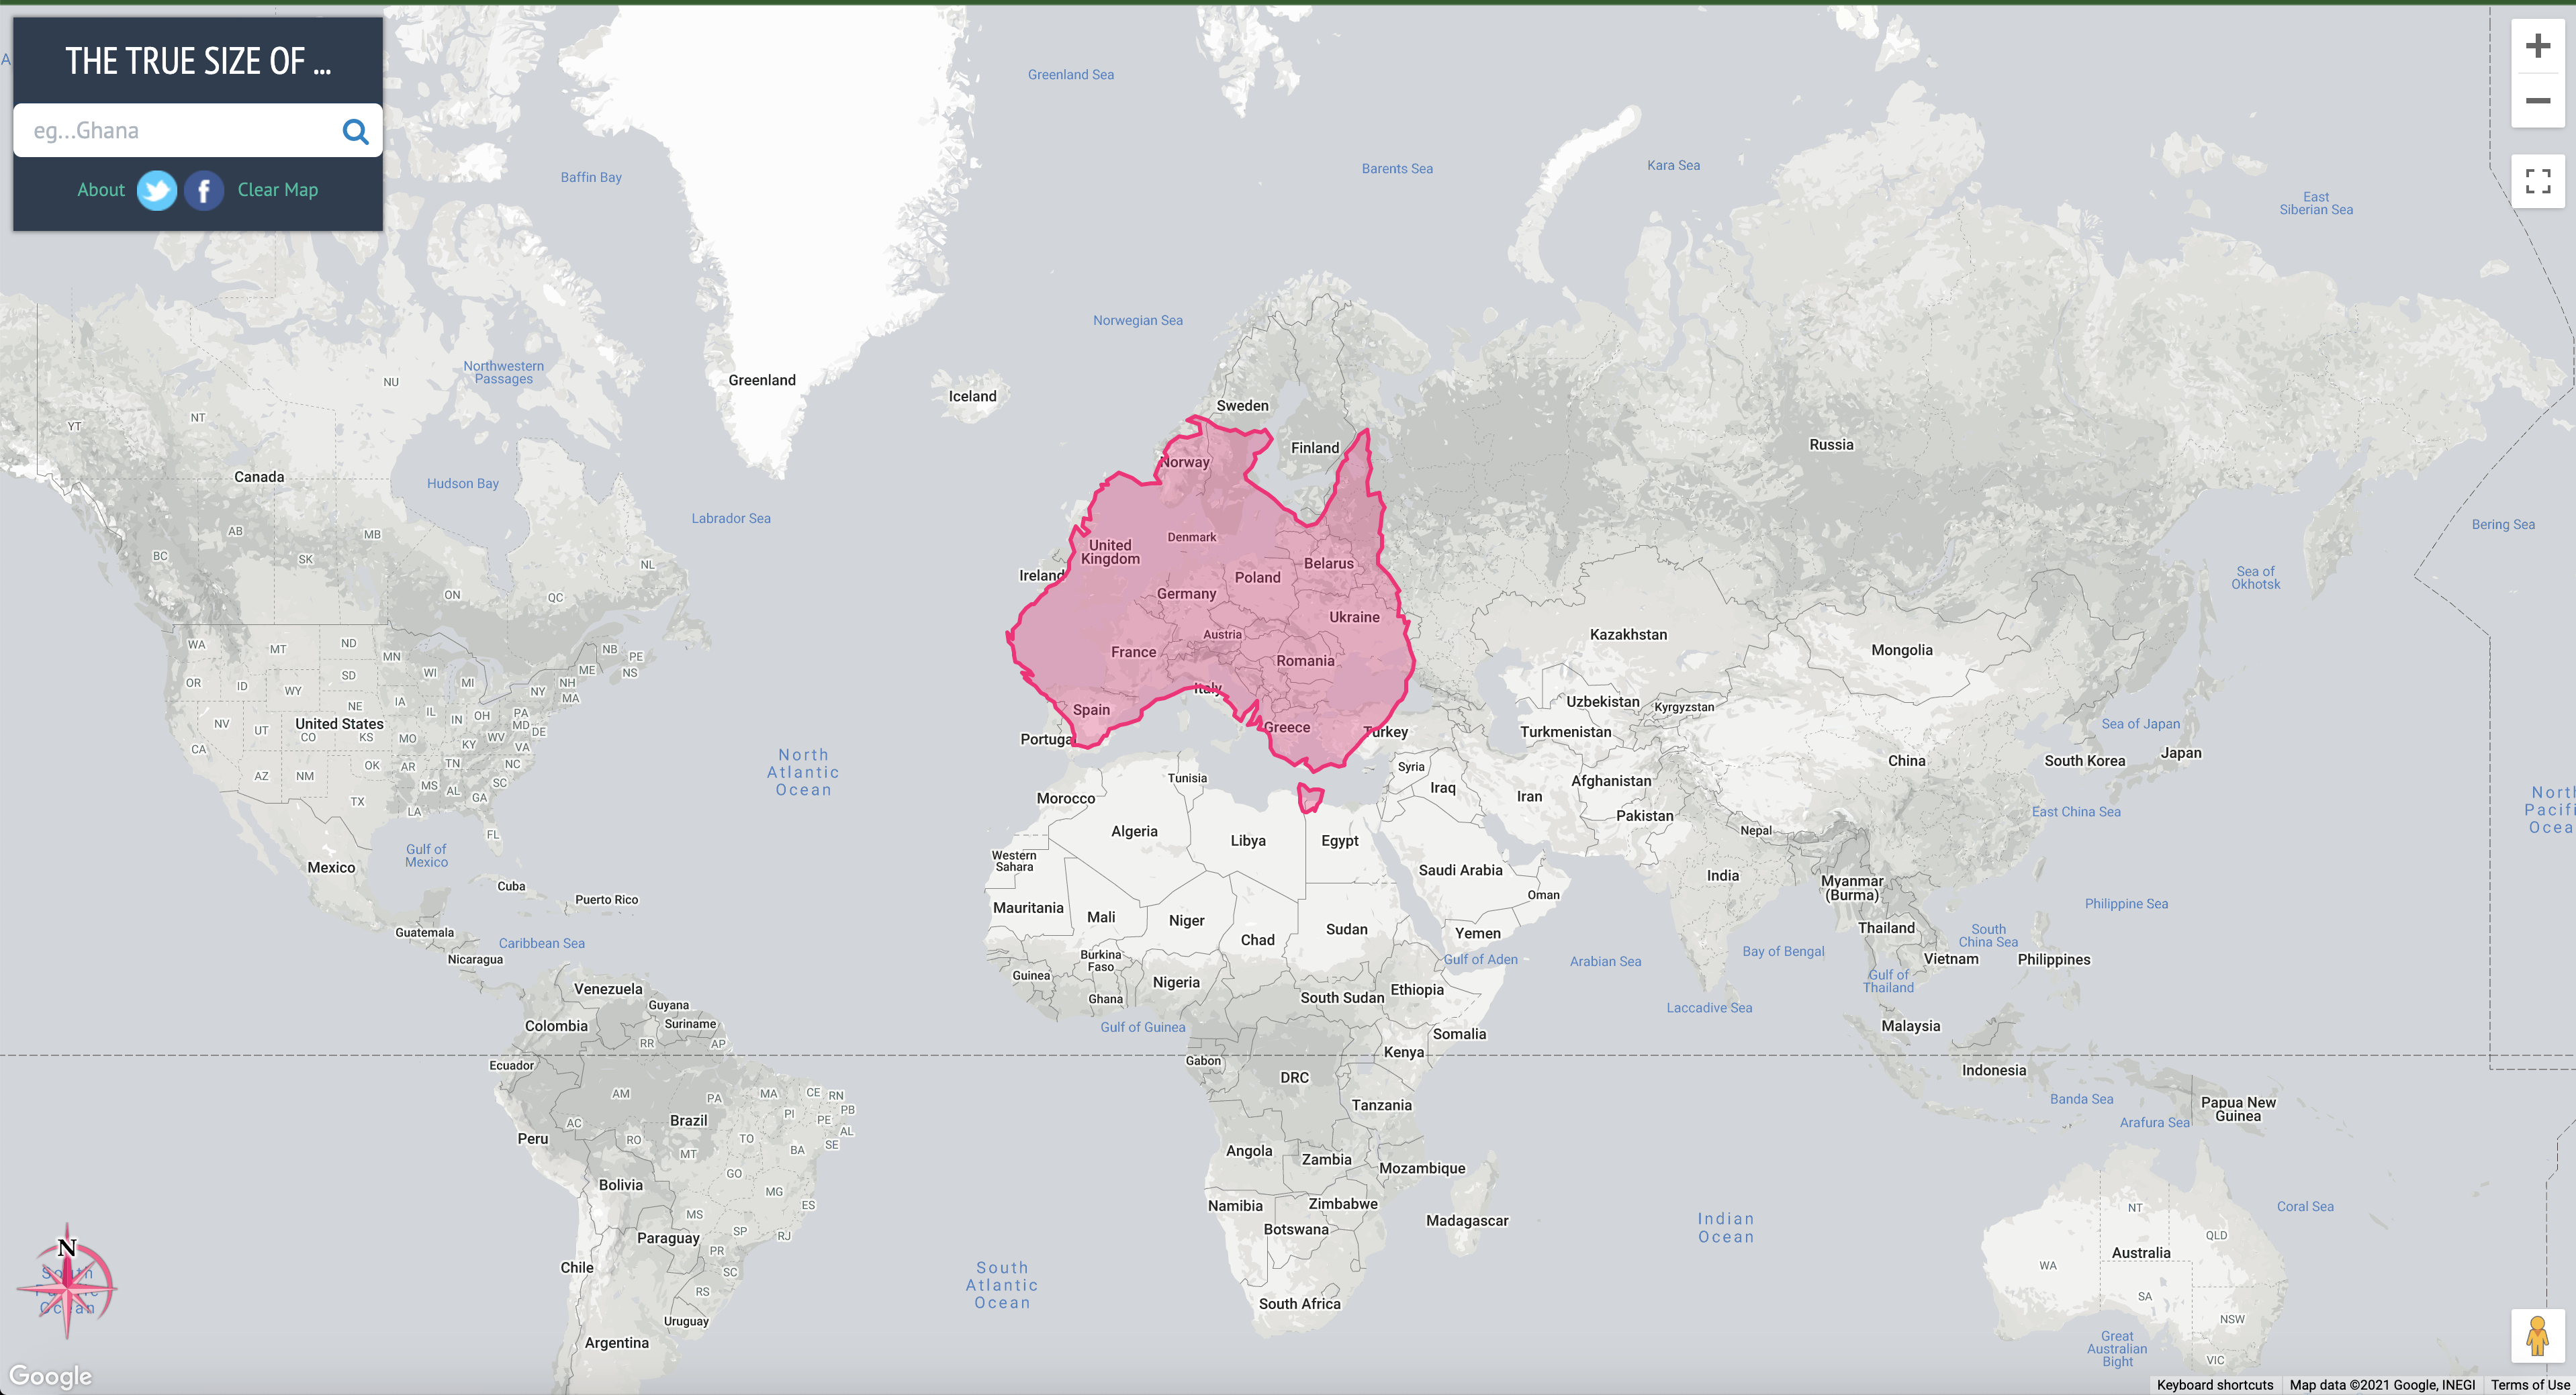 THE TRUE SIZE OF ...
eg...Ghana
About
Clear Map
Greenland Sea
Baffin Bay
Barents Sea
Kara Sea
East
Siberian Sea
Norwegian Sea
Northwestern
Passages
NU
Greenland
Iceland
Sweden
NT
YT
Finland
Russia
Norway
Canada
Hudson Bay
Labrador Sea
Bering Sea
AB
MB
SK
BC
Denmark
United
Kingdom
Ireland
Belarus
NL
Poland
Sea of
Okhotsk
ON
QC
Germany
Ukraine
Kazakhstan
Austria
WA
MT
ND
MN
NB
PE
Mongolia
France
Romania
OR
ID
SD
WI
MI
ME
NS
WY
NY
NH
MA
Italy
NE
IA
Uzbekistan
Kyrgyzstan
Spain
IL
IN
OH
PA
NV
UT
United States
CO
KS
MO
MD
DE
Sea of Japan
Greece
Turkey
Turkmenistan
Portugal
CA
KY
WV
VA
China
South Korea
Japan
North
Atlantic
Ocean
AZ
NM
OK
AR
TN
NC
Syria
Tunisia
Afghanistan
Iraq
Iran
MS
AL
SC
GA
TX
LA
Morocco
North
Pacifi
Ocea
Pakistan
East China Sea
FL
Algeria
Libya
Egypt
Nepal
Gulf of
Mexico
Mexico
Western
Sahara
Saudi Arabia
India
Myanmar
(Burma)
Cuba
Puerto Rico
Oman
Mauritania
Mali
Niger
Philippine Sea
Guatemala
Caribbean Sea
Chad
Sudan
Yemen
Thailand
South
China Sea
Nicaragua
Burkina
Faso
Gulf of Aden
Arabian Sea
Bay of Bengal
Vietnam
Philippines
Guinea
Nigeria
Venezuela
Guyana
Ghana
South Sudan
Ethiopia
Gulf of
Thailand
Laccadive Sea
Colombia
Suriname
Gulf of Guinea
Somalia
Malaysia
RR
AP
Ecuador
Gabon
Kenya
Indonesia
DRC
AM
PA
MA
CE
RN
Tanzania
Banda Sea
Papua New
Guinea
PI
PB
AC
Brazil
PE
AL
Arafura Sea
Peru
RO
TO
SE
MT
BA
Angola
Zambia
Mozambique
GO
Bolivia
MG
ES
Namibia
Zimbabwe
Madagascar
NT
Coral Sea
MS
SP
RJ
Botswana
Indian
Ocean
QLD
Paraguay
PR
N
South
Pacific
Ocean
Chile
SC
South
Atlantic
Ocean
Australia
WA
RS
SA
South Africa
Uruguay
NSW
Argentina
Great
Australian
Bight
VIC
Google
Keyboard shortcuts
Map data ©2021 Google, INEGI
Terms of Use